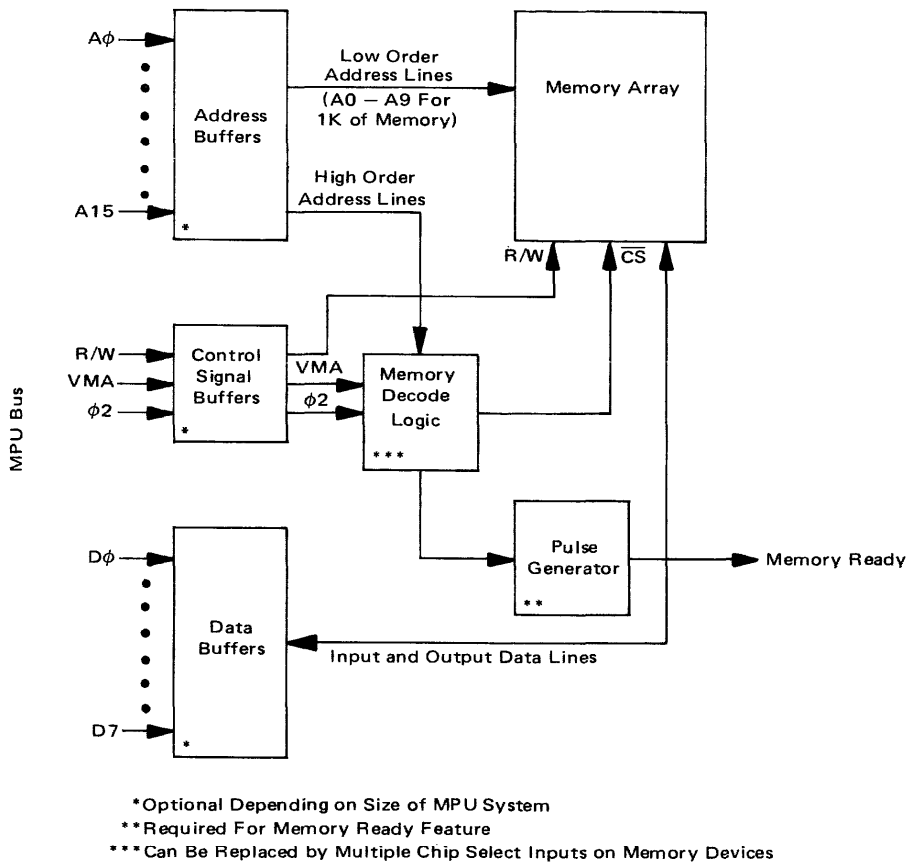 Aφ
A15
Address
Buffers
*
Low Order
Address Lines
(A0 – A9 For
1K of Memory)
High Order
Address Lines
Memory Array
R/W
C̅S̅
MPU Bus
R/W
VMA
φ2
Control
Signal
Buffers
*
VMA
φ2
Memory
Decode
Logic
***
Pulse
Generator
**
Memory Ready
Dφ
D7
Data
Buffers
*
Input and Output Data Lines
*Optional Depending on Size of MPU System
**Required For Memory Ready Feature
***Can Be Replaced by Multiple Chip Select Inputs on Memory Devices